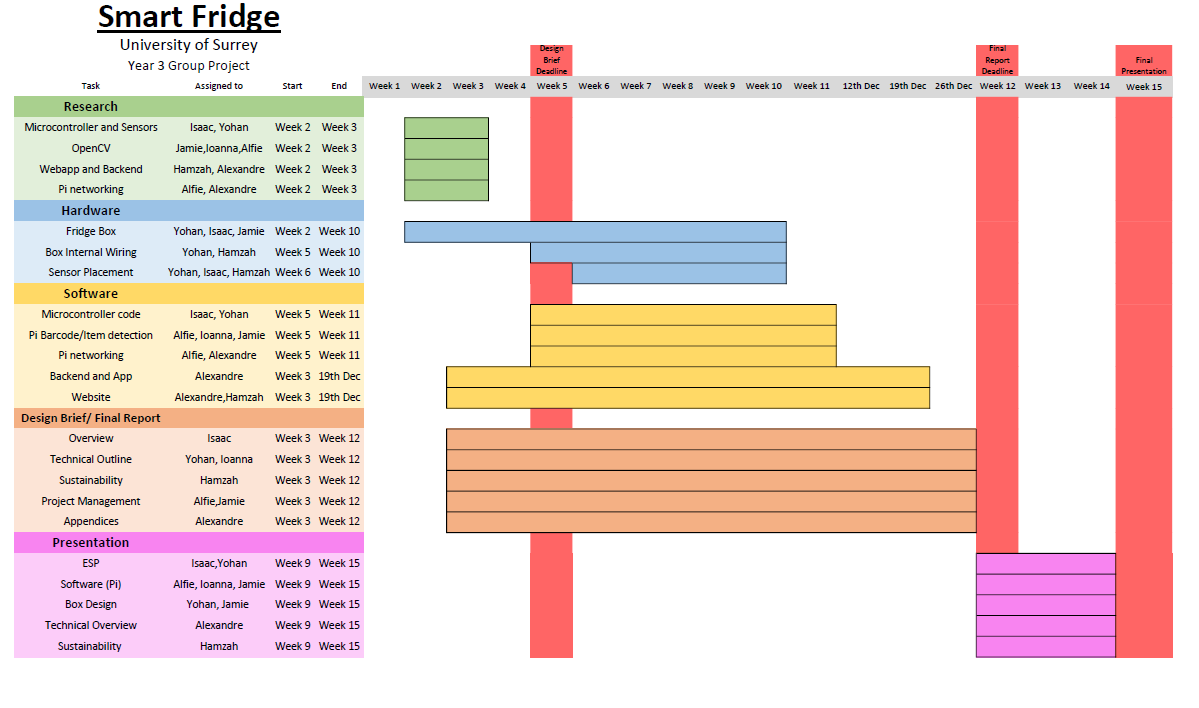 Smart Fridge
University of Surrey
Year 3 Group Project
Design
Brief
Deadline
Final
Report
Deadline
Final
Presentation
Task Assigned to Start End Week 1 Week 2 Week 3 Week 4 Week 5 Week 6 Week 7 Week 8 Week 9 Week 10 Week 11 12th Dec 19th Dec 26th Dec Week 12 Week 13 Week 14 Week 15
Research
Microcontroller and Sensors Isaac, Yohan Week 2 Week 3
OpenCV Jamie,Ioanna,Alfie Week 2 Week 3
Webapp and Backend Hamzah, Alexandre Week 2 Week 3
Pi networking Alfie, Alexandre Week 2 Week 3
Hardware
Fridge Box Yohan, Isaac, Jamie Week 2 Week 10
Box Internal Wiring Yohan, Hamzah Week 5 Week 10
Sensor Placement Yohan, Isaac, Hamzah Week 6 Week 10
Software
Microcontroller code Isaac, Yohan Week 5 Week 11
Pi Barcode/Item detection Alfie, Ioanna, Jamie Week 5 Week 11
Pi networking Alfie, Alexandre Week 5 Week 11
Backend and App Alexandre Week 3 19th Dec
Website Alexandre,Hamzah Week 3 19th Dec
Design Brief/ Final Report
Overview Isaac Week 3 Week 12
Technical Outline Yohan, Ioanna Week 3 Week 12
Sustainability Hamzah Week 3 Week 12
Project Management Alfie,Jamie Week 3 Week 12
Appendices Alexandre Week 3 Week 12
Presentation
ESP Isaac,Yohan Week 9 Week 15
Software (Pi) Alfie, Ioanna, Jamie Week 9 Week 15
Box Design Yohan, Jamie Week 9 Week 15
Technical Overview Alexandre Week 9 Week 15
Sustainability Hamzah Week 9 Week 15